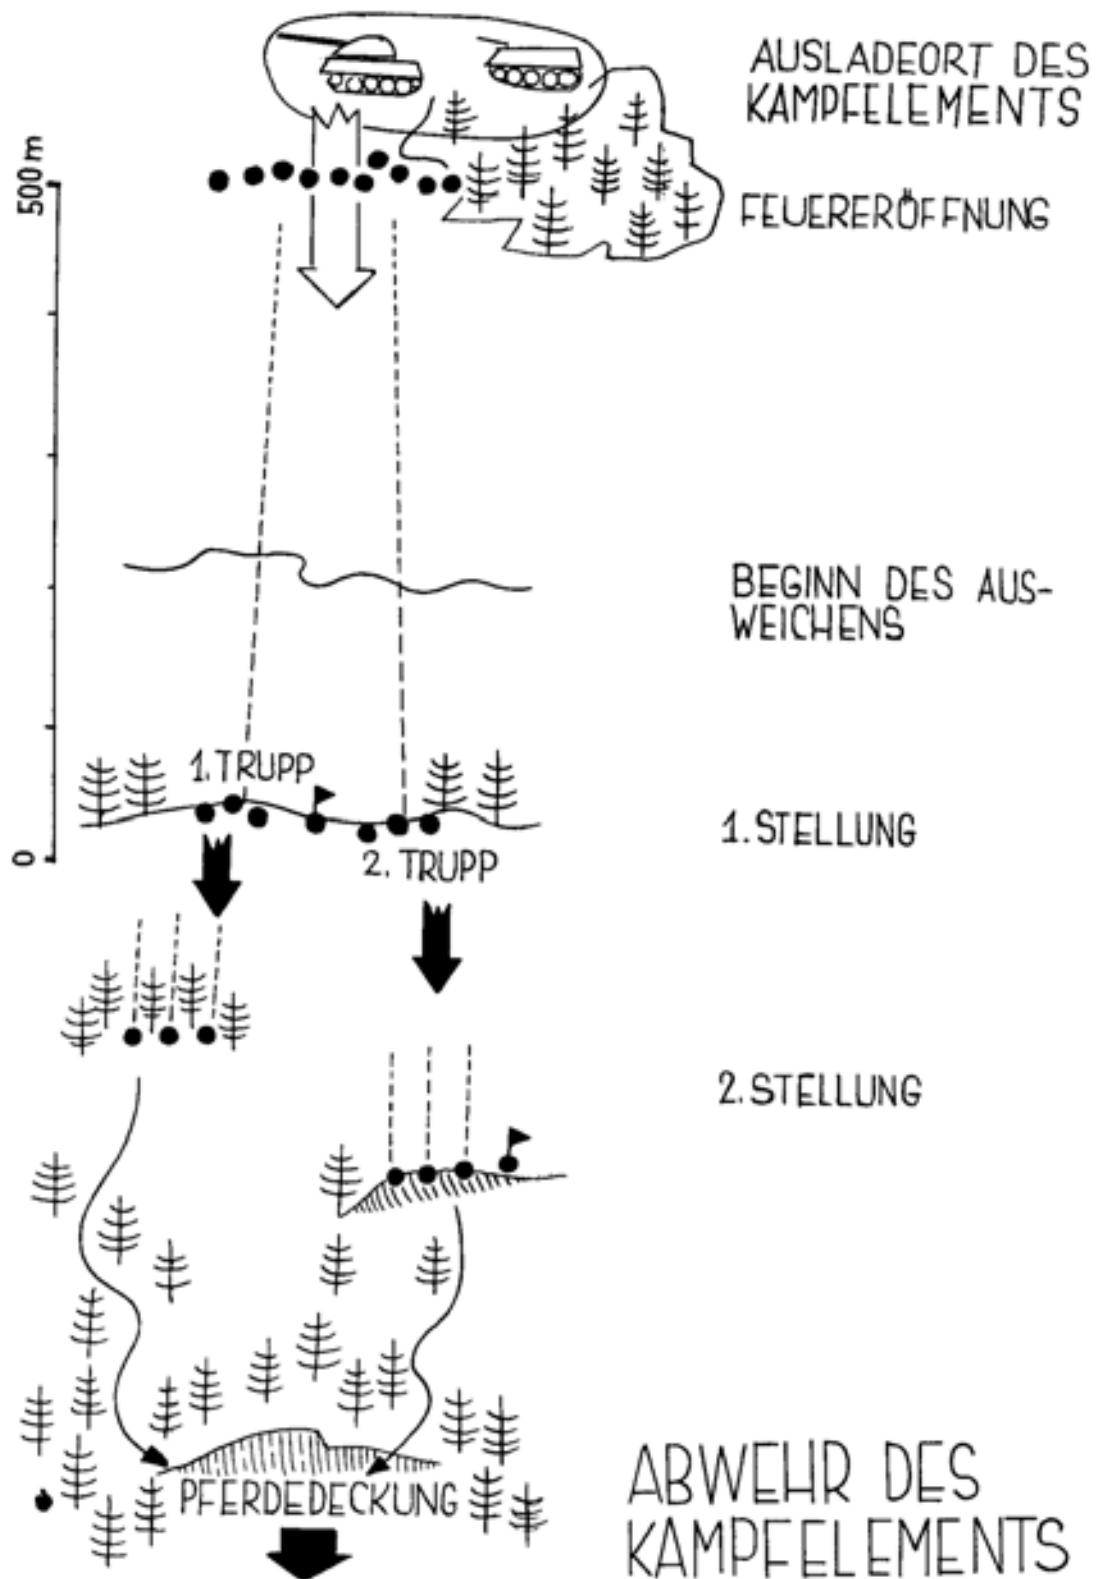 AUSLADEORT DES
KAMPFELEMENTS
500m
FEUERERÖFFNUNG
BEGINN DES AUS-
WEICHENS
1. TRUPP
1. STELLUNG
0
2. TRUPP
2. STELLUNG
PFERDEDECKUNG
ABWEHR DES
KAMPFELEMENTS